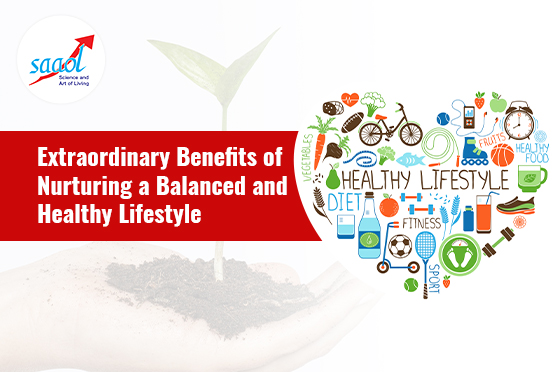 saaol
Science and
Art of Living
Extraordinary Benefits of
Nurturing a Balanced and
Healthy Lifestyle
VEGETABLES
FRUITS
HEALTHY
FOOD
HEALTHY LIFESTYLE
DIET
FITNESS
SPORT